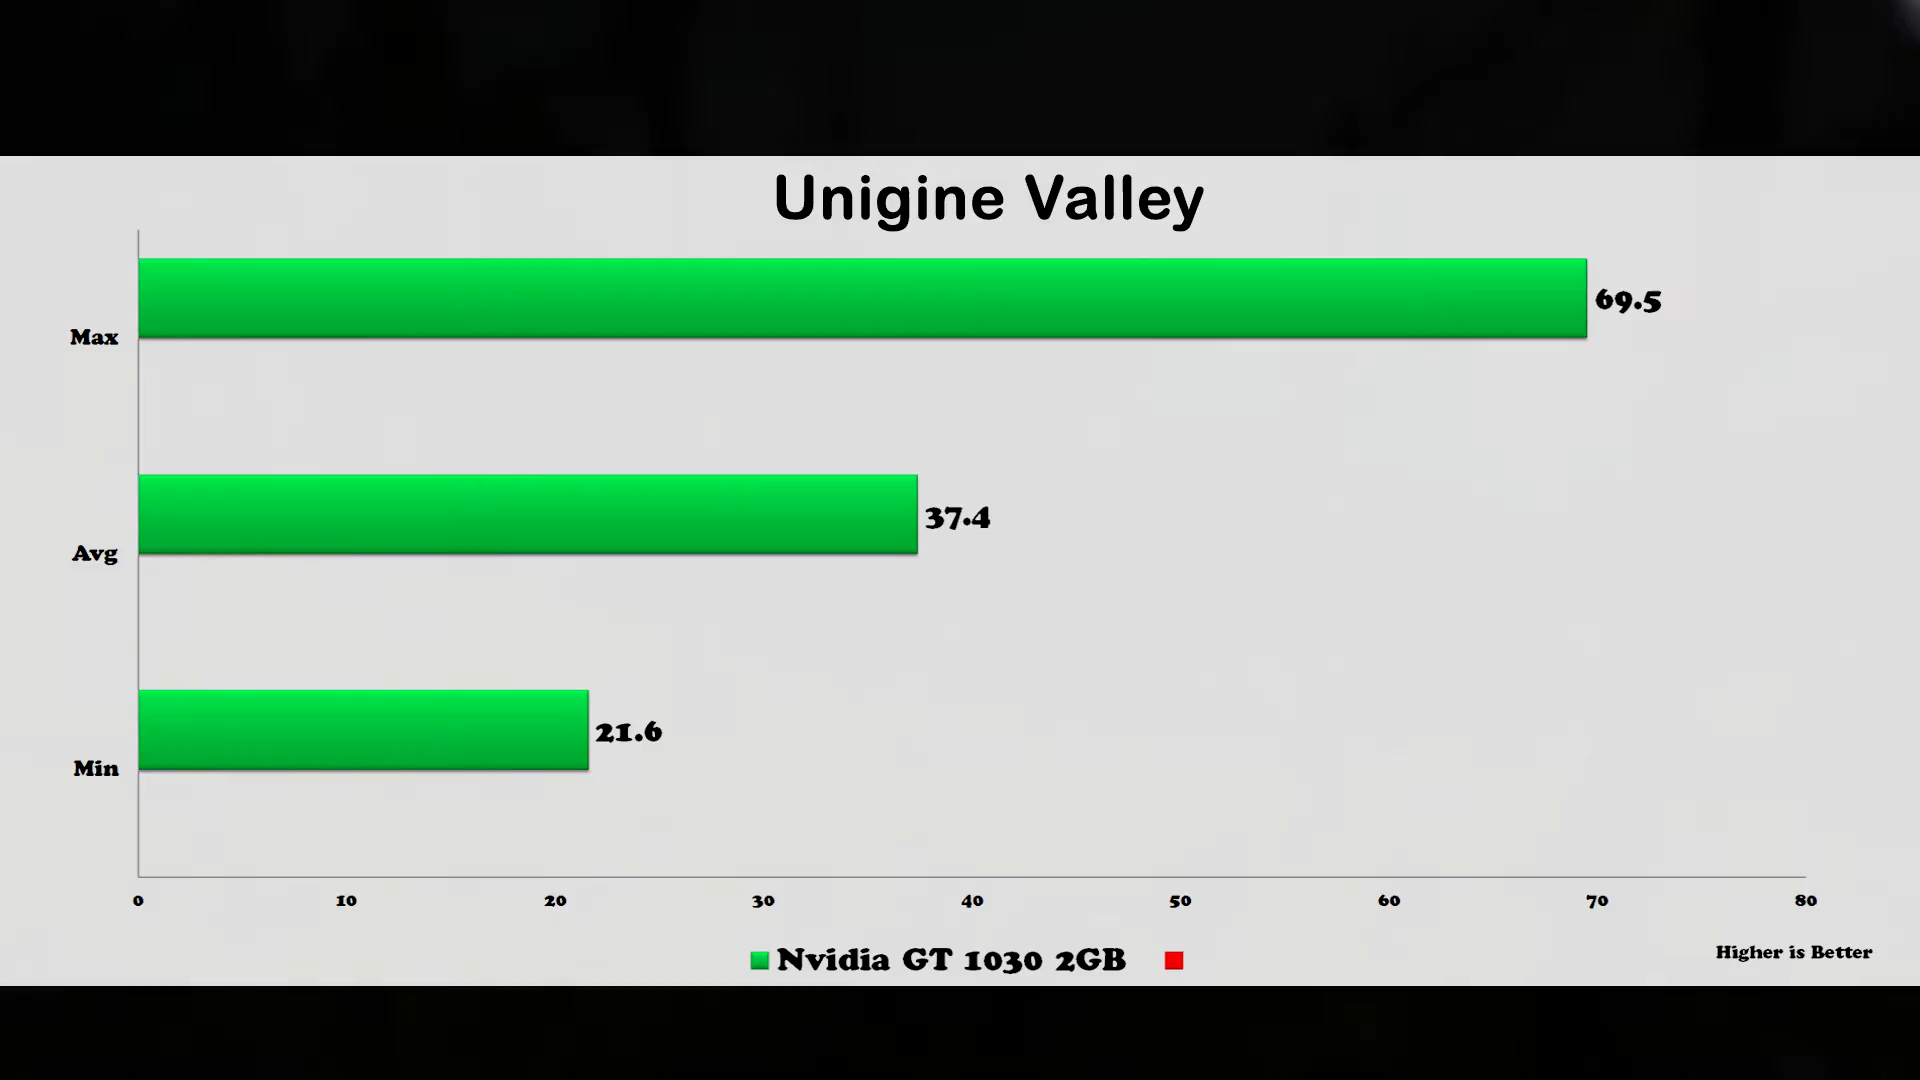 Unigine Valley
Max
69.5
Avg
37.4
Min
21.6
0 10 20 30 40 50 60 70 80
Nvidia GT 1030 2GB
Higher is Better